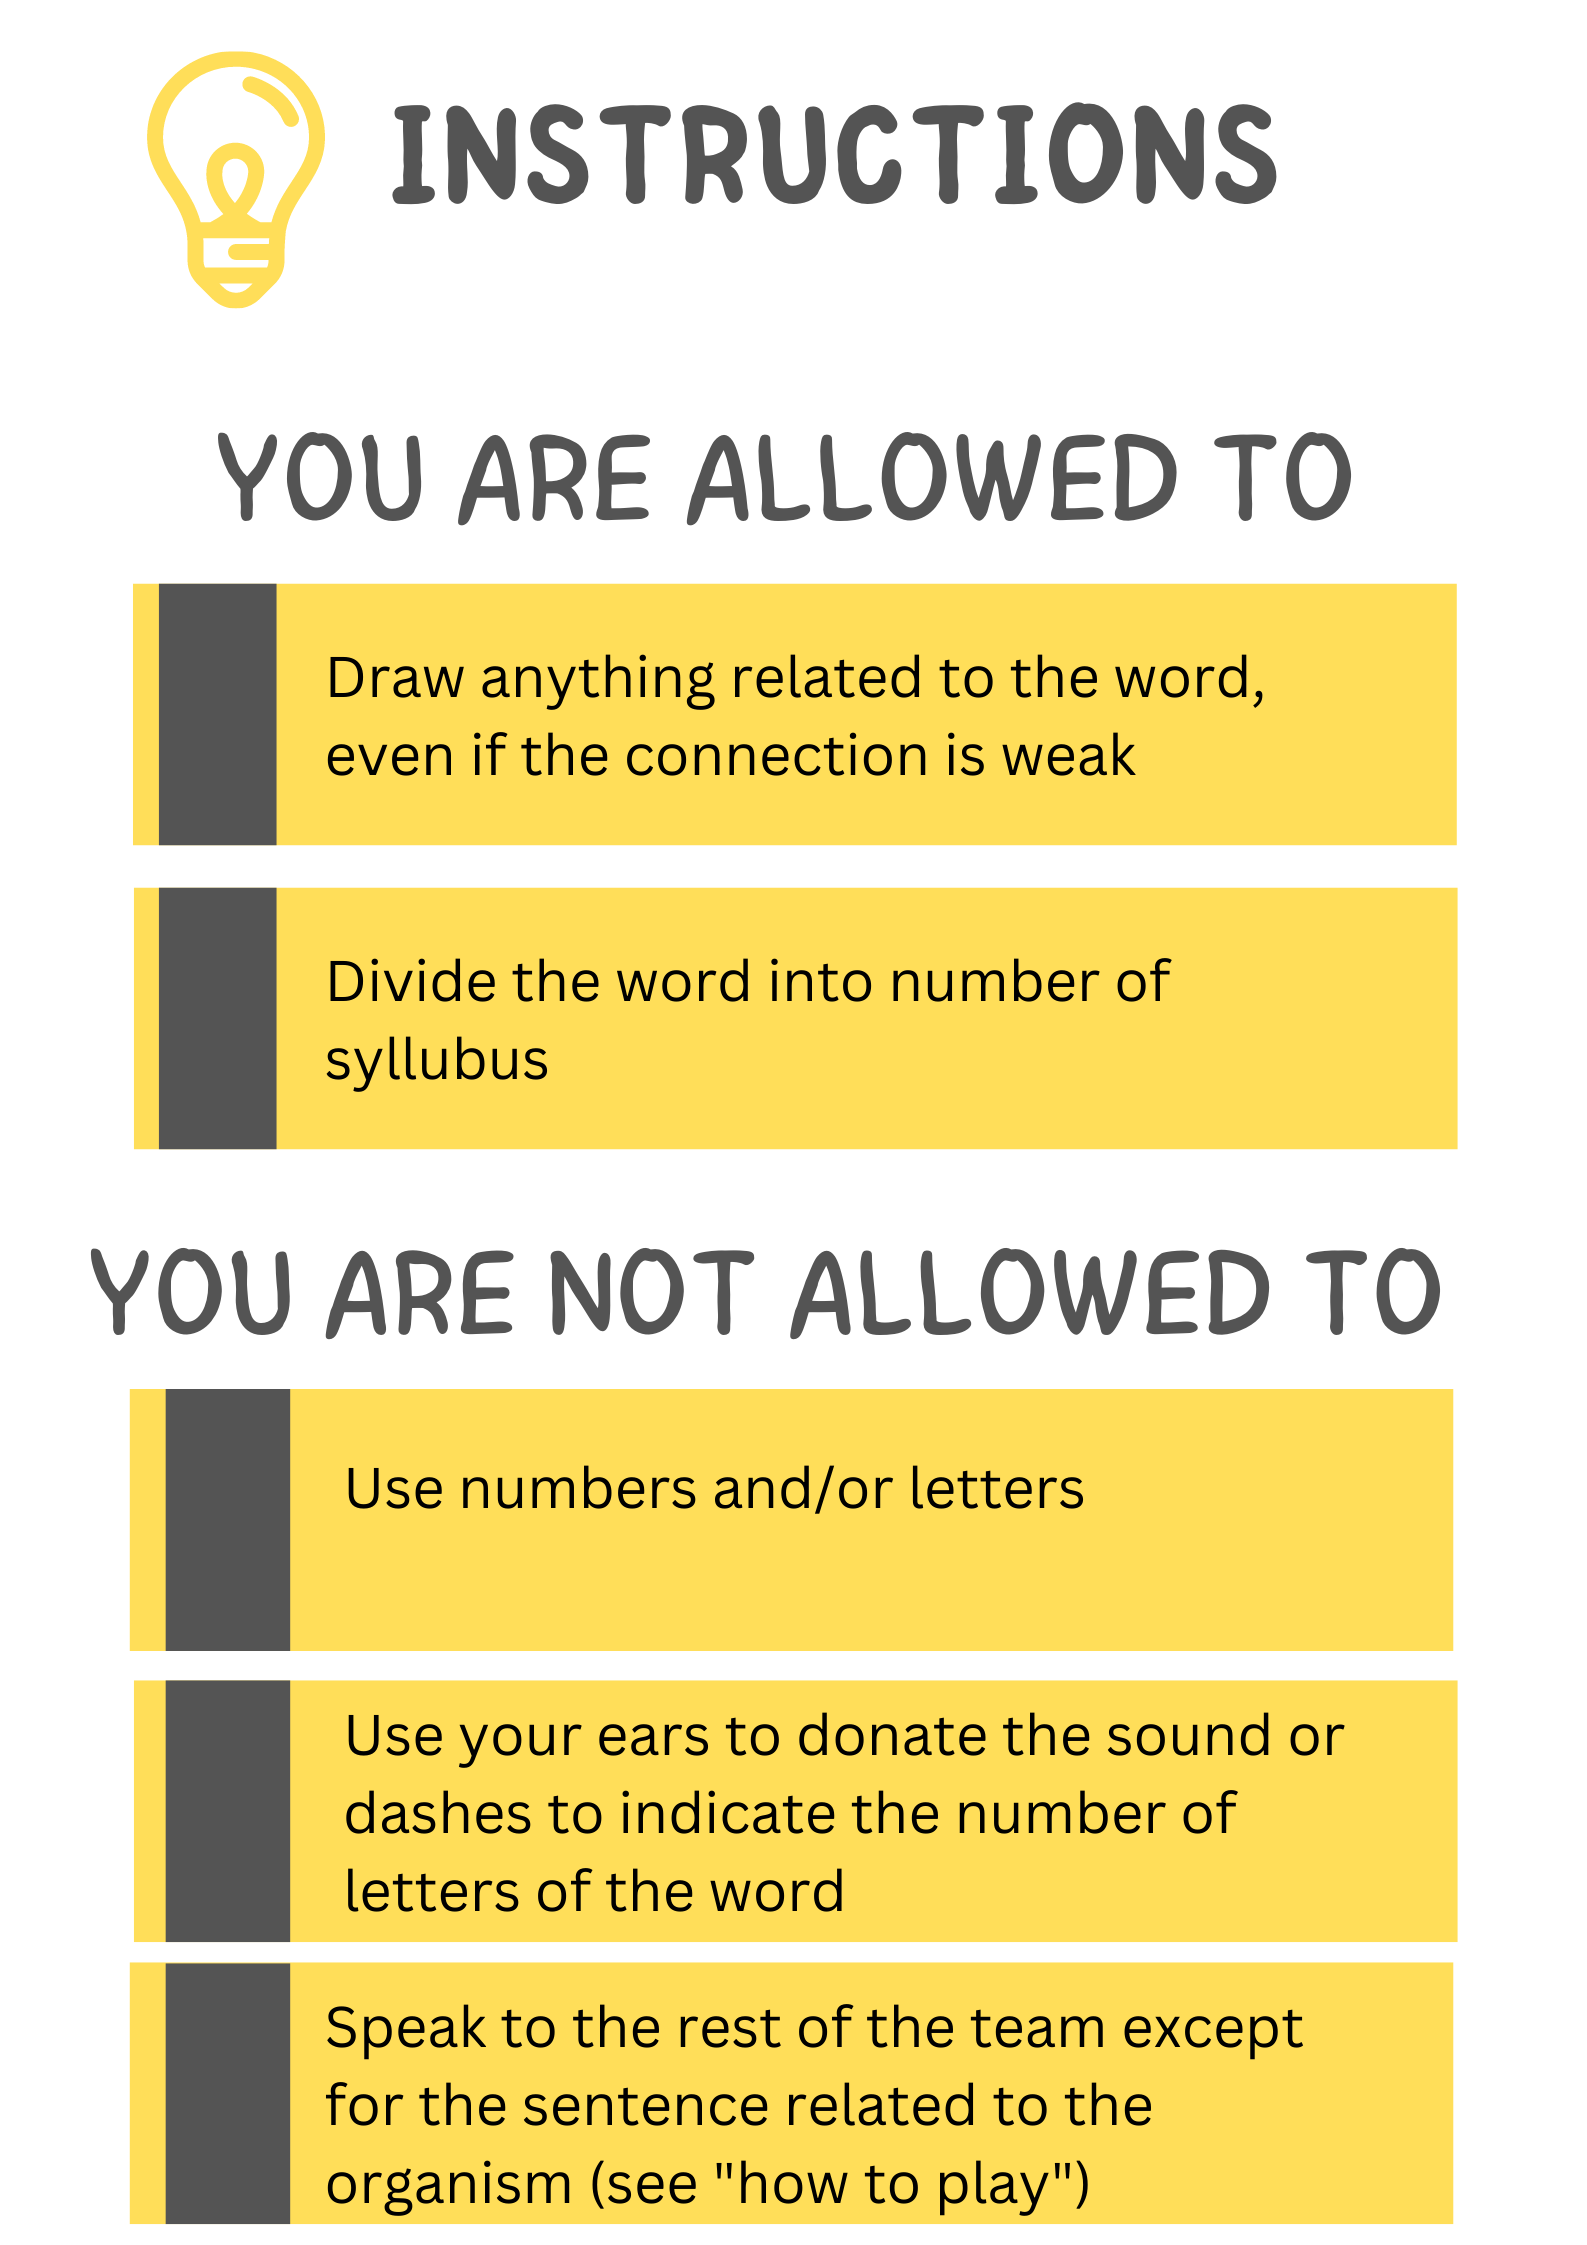 INSTRUCTIONS
YOU ARE ALLOWED TO
Draw anything related to the word,
even if the connection is weak
Divide the word into number of
syllubus
YOU ARE NOT ALLOWED TO
Use numbers and/or letters
Use your ears to donate the sound or
dashes to indicate the number of
letters of the word
Speak to the rest of the team except
for the sentence related to the
organism (see "how to play")